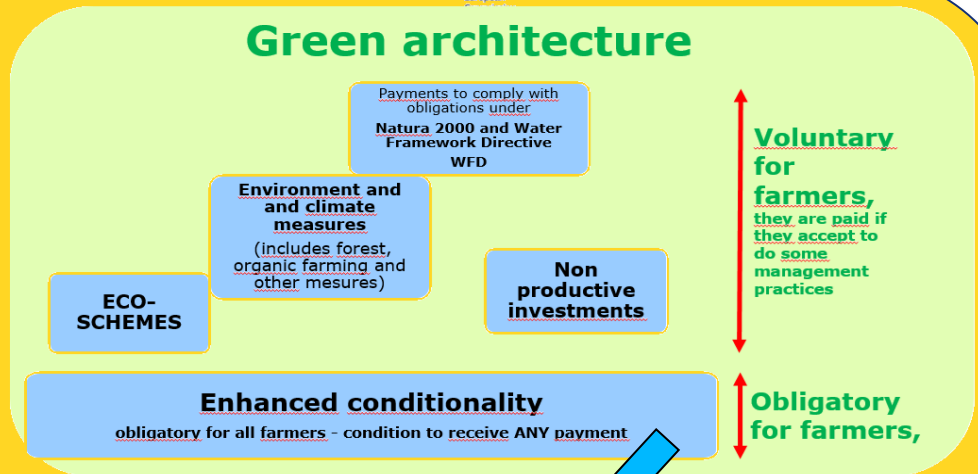 Green architecture
Payments to comply with
obligations under
Natura 2000 and Water
Framework Directive
WFD
Environment and
and climate
measures
(includes forest,
organic farming and
other mesures)
ECO-
SCHEMES
Non
productive
investments
Voluntary
for
farmers,
they are paid if
they accept to
do some
management
practices
Enhanced conditionality
obligatory for all farmers - condition to receive ANY payment
Obligatory
for farmers,